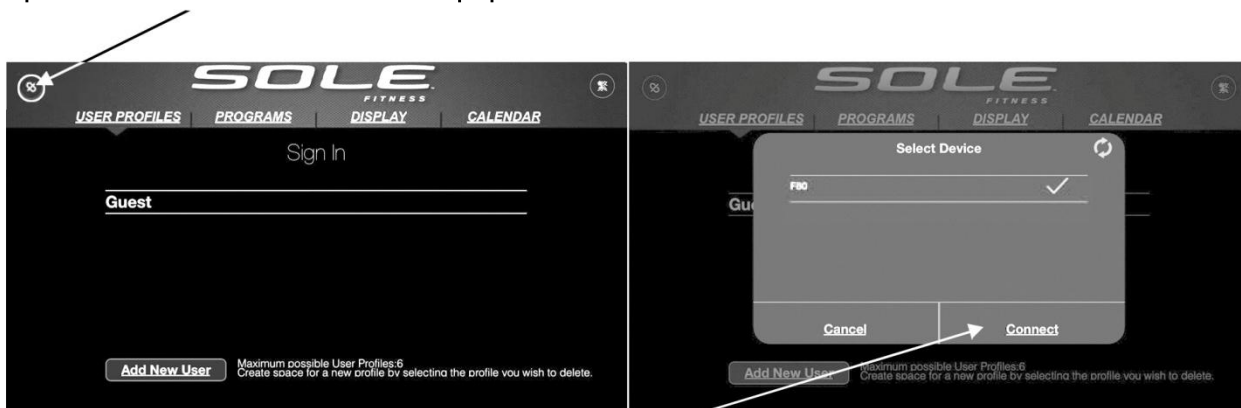 SOLE
FITNESS
USER PROFILES PROGRAMS DISPLAY CALENDAR
Sign In
Guest
Add New User
Maximum possible User Profiles:6
Create space for a new profile by selecting the profile you wish to delete.
SOLE
FITNESS
USER PROFILES PROGRAMS DISPLAY CALENDAR
Select Device
F80
Gu
Cancel Connect
Add New User
Maximum possible User Profiles:6
Create space for a new profile by selecting the profile you wish to delete.